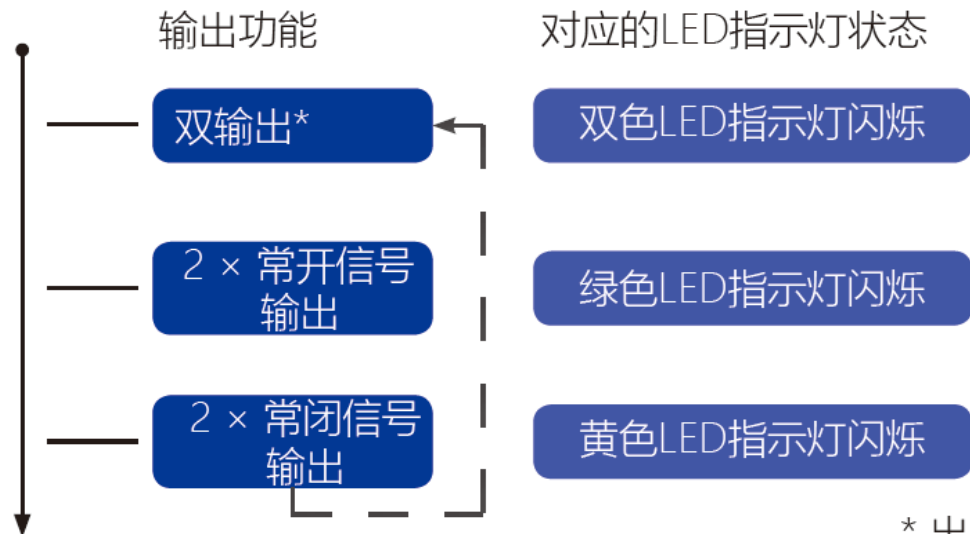 输出功能
对应的LED指示灯状态
双输出*
双色LED指示灯闪烁
2 × 常开信号
输出
绿色LED指示灯闪烁
2 × 常闭信号
输出
黄色LED指示灯闪烁
*